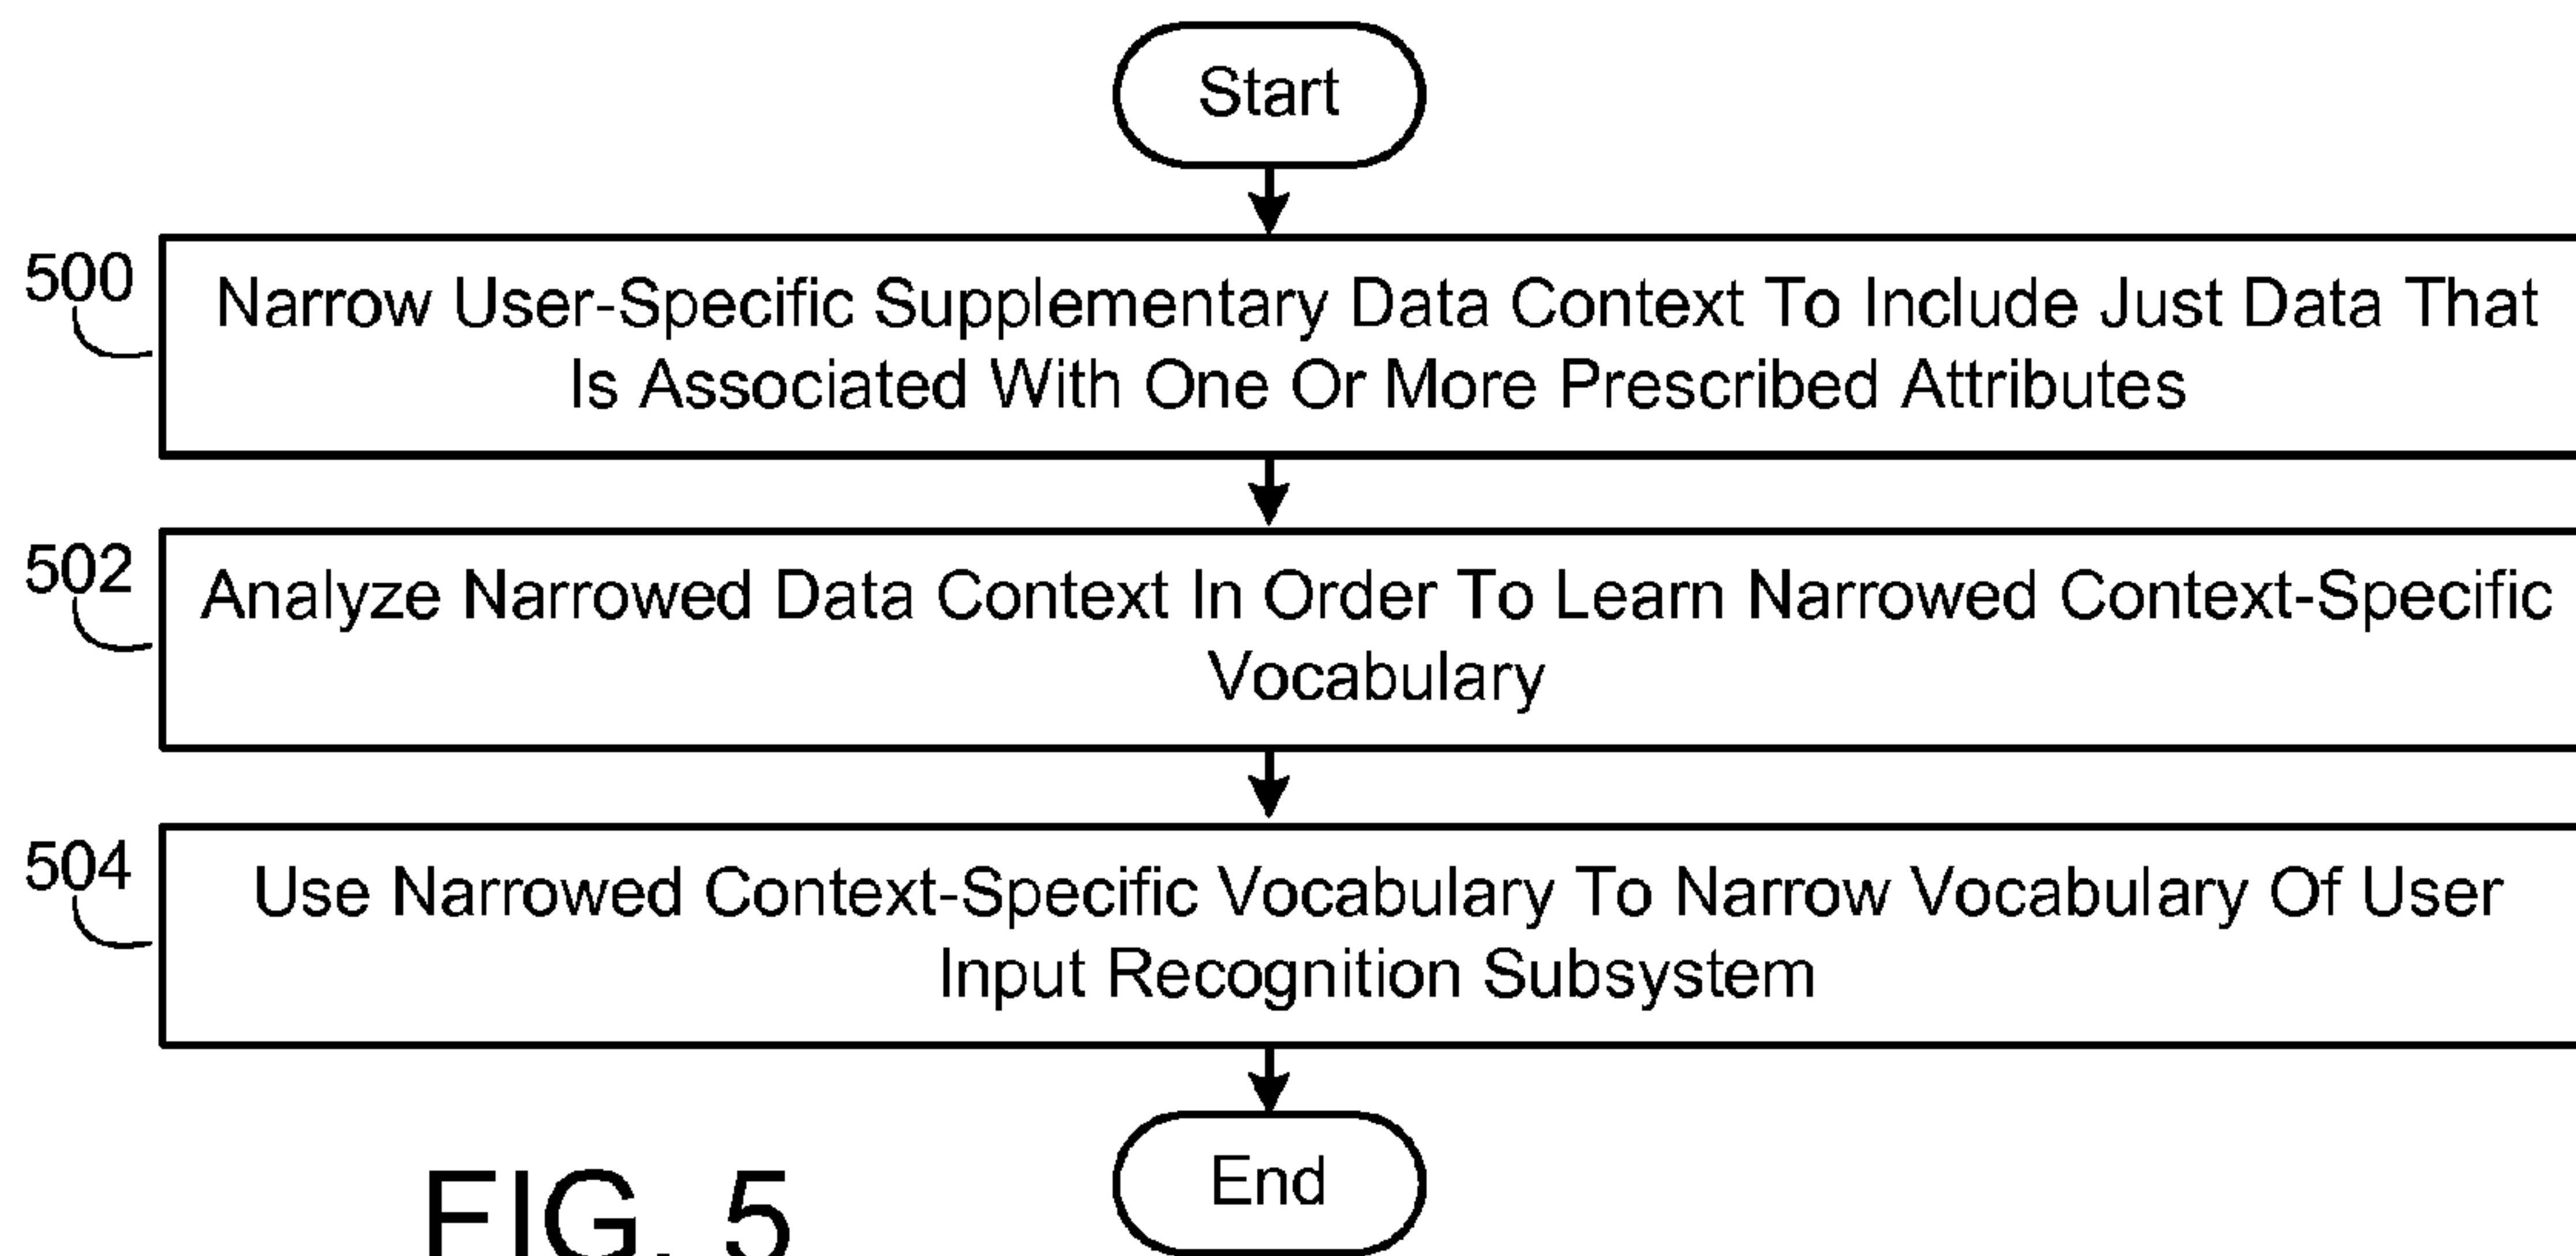 Start
500
Narrow User-Specific Supplementary Data Context To Include Just Data That
Is Associated With One Or More Prescribed Attributes
502
Analyze Narrowed Data Context In Order To Learn Narrowed Context-Specific
Vocabulary
504
Use Narrowed Context-Specific Vocabulary To Narrow Vocabulary Of User
Input Recognition Subsystem
End
FIG. 5